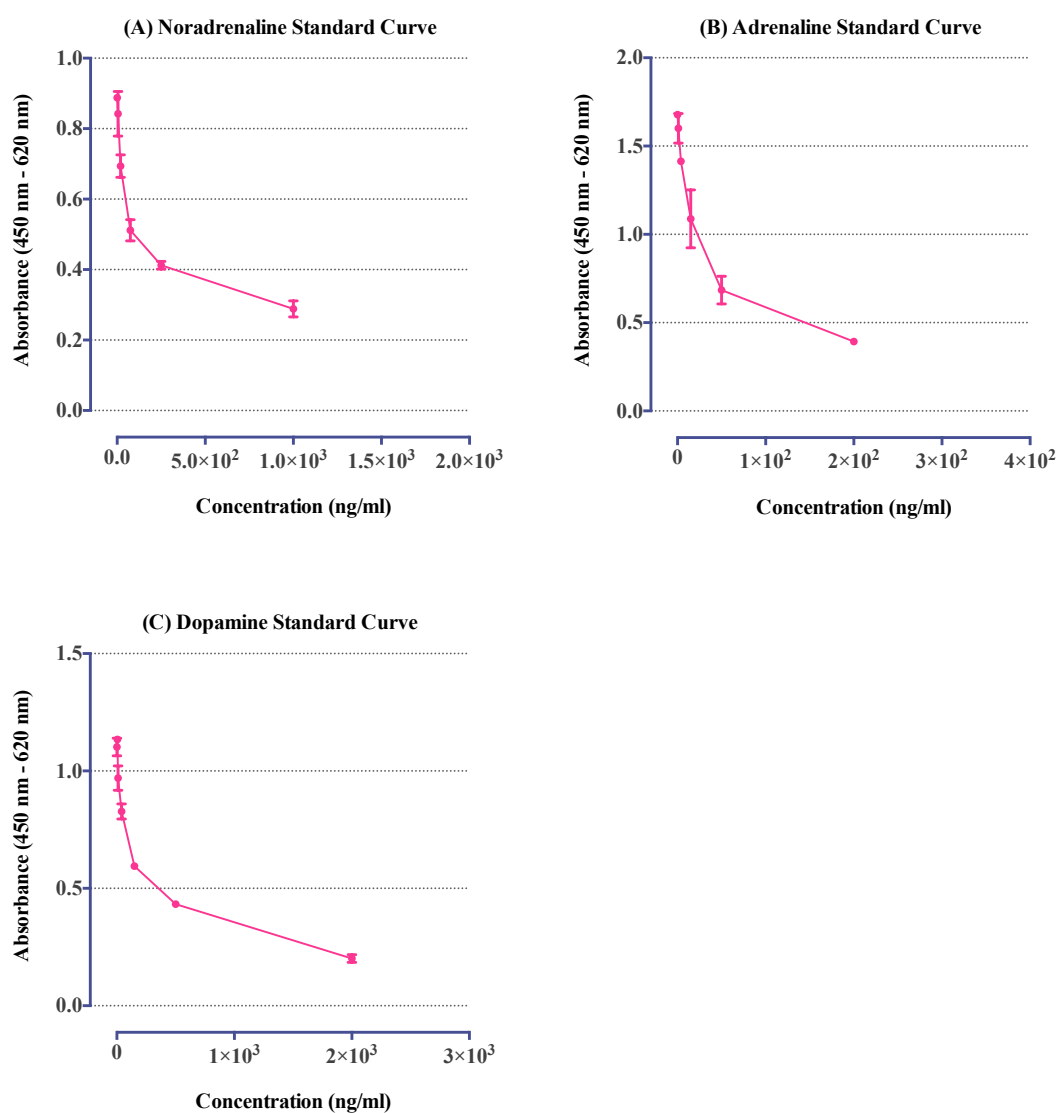 (A) Noradrenaline Standard Curve
Absorbance (450 nm - 620 nm)
1.0
0.8
0.6
0.4
0.2
0.0
0.0 5.0×10² 1.0×10³ 1.5×10³ 2.0×10³
Concentration (ng/ml)
(B) Adrenaline Standard Curve
Absorbance (450 nm - 620 nm)
2.0
1.5
1.0
0.5
0.0
0 1×10² 2×10² 3×10² 4×10²
Concentration (ng/ml)
(C) Dopamine Standard Curve
Absorbance (450 nm - 620 nm)
1.5
1.0
0.5
0.0
0 1×10³ 2×10³ 3×10³
Concentration (ng/ml)